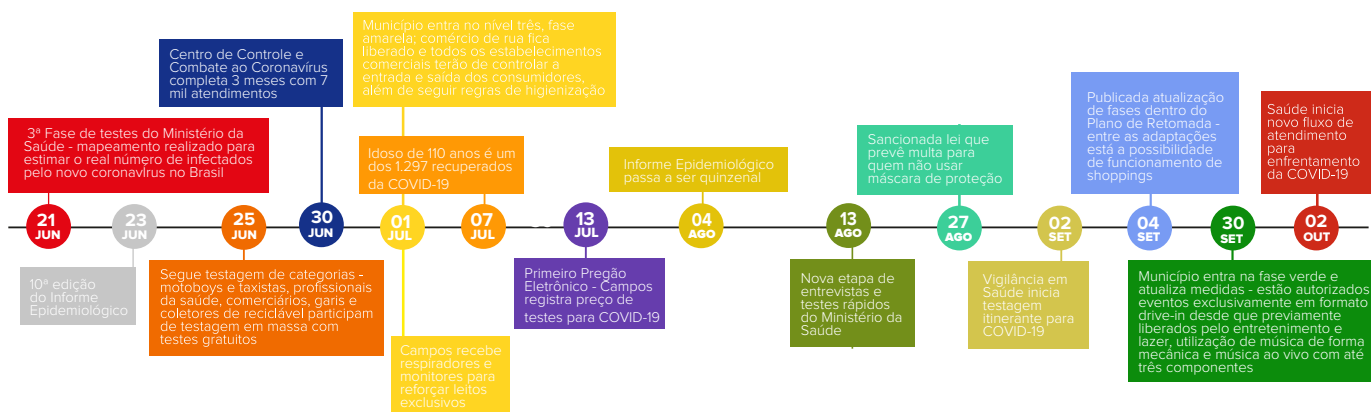 Centro de Controle e
Combate ao Coronavírus
completa 3 meses com 7
mil atendimentos
Município entra no nível três, fase
amarela; comércio de rua fica
liberado e todos os estabelecimentos
comerciais terão de controlar a
entrada e saída dos consumidores,
além de seguir regras de higienização
3ª Fase de testes do Ministério da
Saúde - mapeamento realizado para
estimar o real número de infectados
pelo novo coronavírus no Brasil
Idoso de 110 anos é um
dos 1.297 recuperados
da COVID-19
Informe Epidemiológico
passa a ser quinzenal
Sancionada lei que
prevê multa para
quem não usar
máscara de proteção
Publicada atualização
de fases dentro do
Plano de Retomada -
entre as adaptações
está a possibilidade
de funcionamento de
shoppings
Saúde inicia
novo fluxo de
atendimento
para
enfrentamento
da COVID-19
21
JUN
23
JUN
25
JUN
30
JUN
01
JUL
07
JUL
13
JUL
04
AGO
13
AGO
27
AGO
02
SET
04
SET
30
SET
02
OUT
10ª edição
do Informe
Epidemiológico
Segue testagem de categorias -
motoboys e taxistas, profissionais
da saúde, comerciários, garis e
coletores de reciclável participam
de testagem em massa com
testes gratuitos
Campos recebe
respiradores e
monitores para
reforçar leitos
exclusivos
Primeiro Pregão
Eletrônico - Campos
registra preço de
testes para COVID-19
Nova etapa de
entrevistas e
testes rápidos
do Ministério da
Saúde
Vigilância em
Saúde inicia
testagem
itinerante para
COVID-19
Município entra na fase verde e
atualiza medidas - estão autorizados
eventos exclusivamente em formato
drive-in desde que previamente
liberados pelo entretenimento e
lazer, utilização de música de forma
mecânica e música ao vivo com até
três componentes